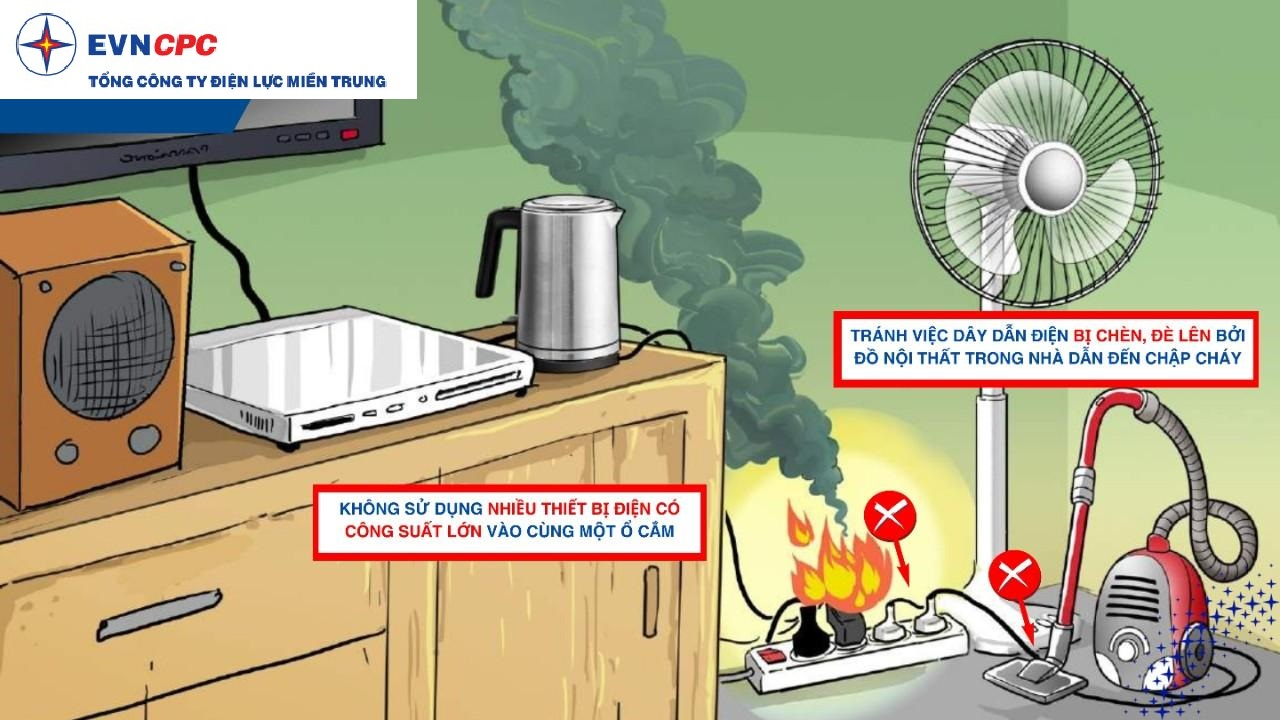 EVNCPC
TỔNG CÔNG TY ĐIỆN LỰC MIỀN TRUNG
TRÁNH VIỆC DÂY DẪN ĐIỆN BỊ CHÈN, ĐÈ LÊN BỞI
ĐỒ NỘI THẤT TRONG NHÀ DẪN ĐẾN CHẬP CHÁY
KHÔNG SỬ DỤNG NHIỀU THIẾT BỊ ĐIỆN CÓ
CÔNG SUẤT LỚN VÀO CÙNG MỘT Ổ CẮM